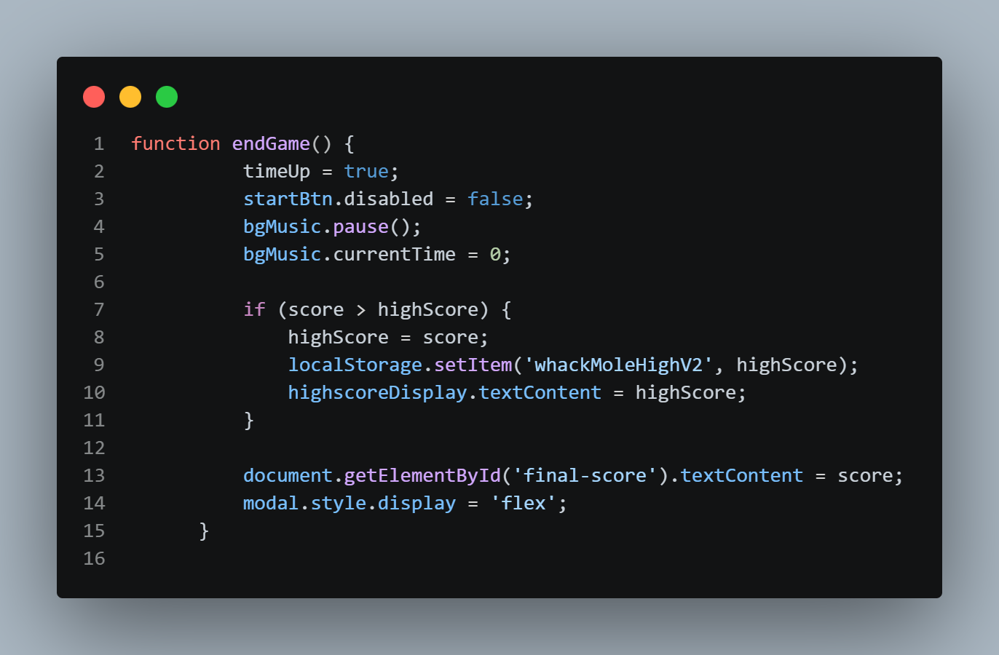 1 function endGame() {
2 timeUp = true;
3 startBtn.disabled = false;
4 bgMusic.pause();
5 bgMusic.currentTime = 0;
6
7 if (score > highScore) {
8 highScore = score;
9 localStorage.setItem('whackMoleHighV2', highScore);
10 highscoreDisplay.textContent = highScore;
11 }
12
13 document.getElementById('final-score').textContent = score;
14 modal.style.display = 'flex';
15 }
16